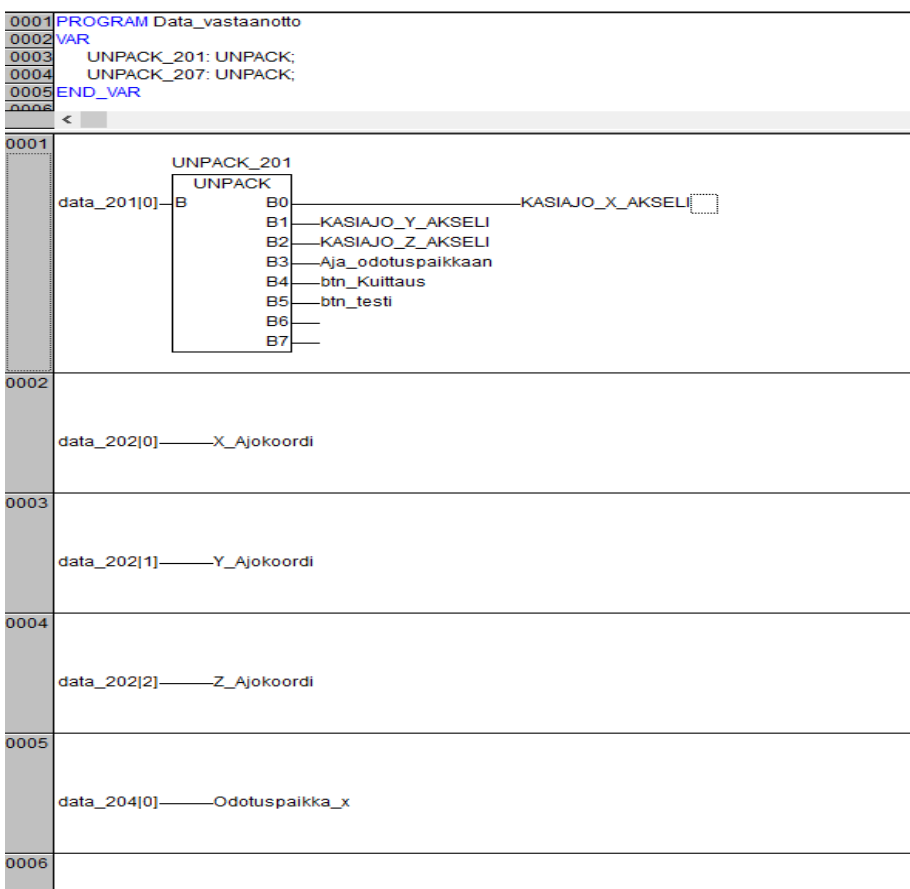 0001 PROGRAM Data_vastaanotto
0002 VAR
0003 UNPACK_201: UNPACK;
0004 UNPACK_207: UNPACK;
0005 END_VAR
0006
<
0001
UNPACK_201
UNPACK
data_201[0] B B0 KASIAJO_X_AKSELI
B1 KASIAJO_Y_AKSELI
B2 KASIAJO_Z_AKSELI
B3 Aja_odotuspaikkaan
B4 btn_Kuittaus
B5 btn_testi
B6
B7
0002
data_202[0] X_Ajokoordi
0003
data_202[1] Y_Ajokoordi
0004
data_202[2] Z_Ajokoordi
0005
data_204[0] Odotuspaikka_x
0006